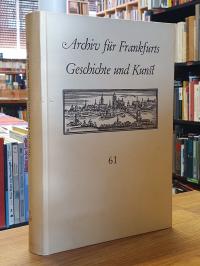 Archiv für Frankfurts
Geschichte und Kunst
61